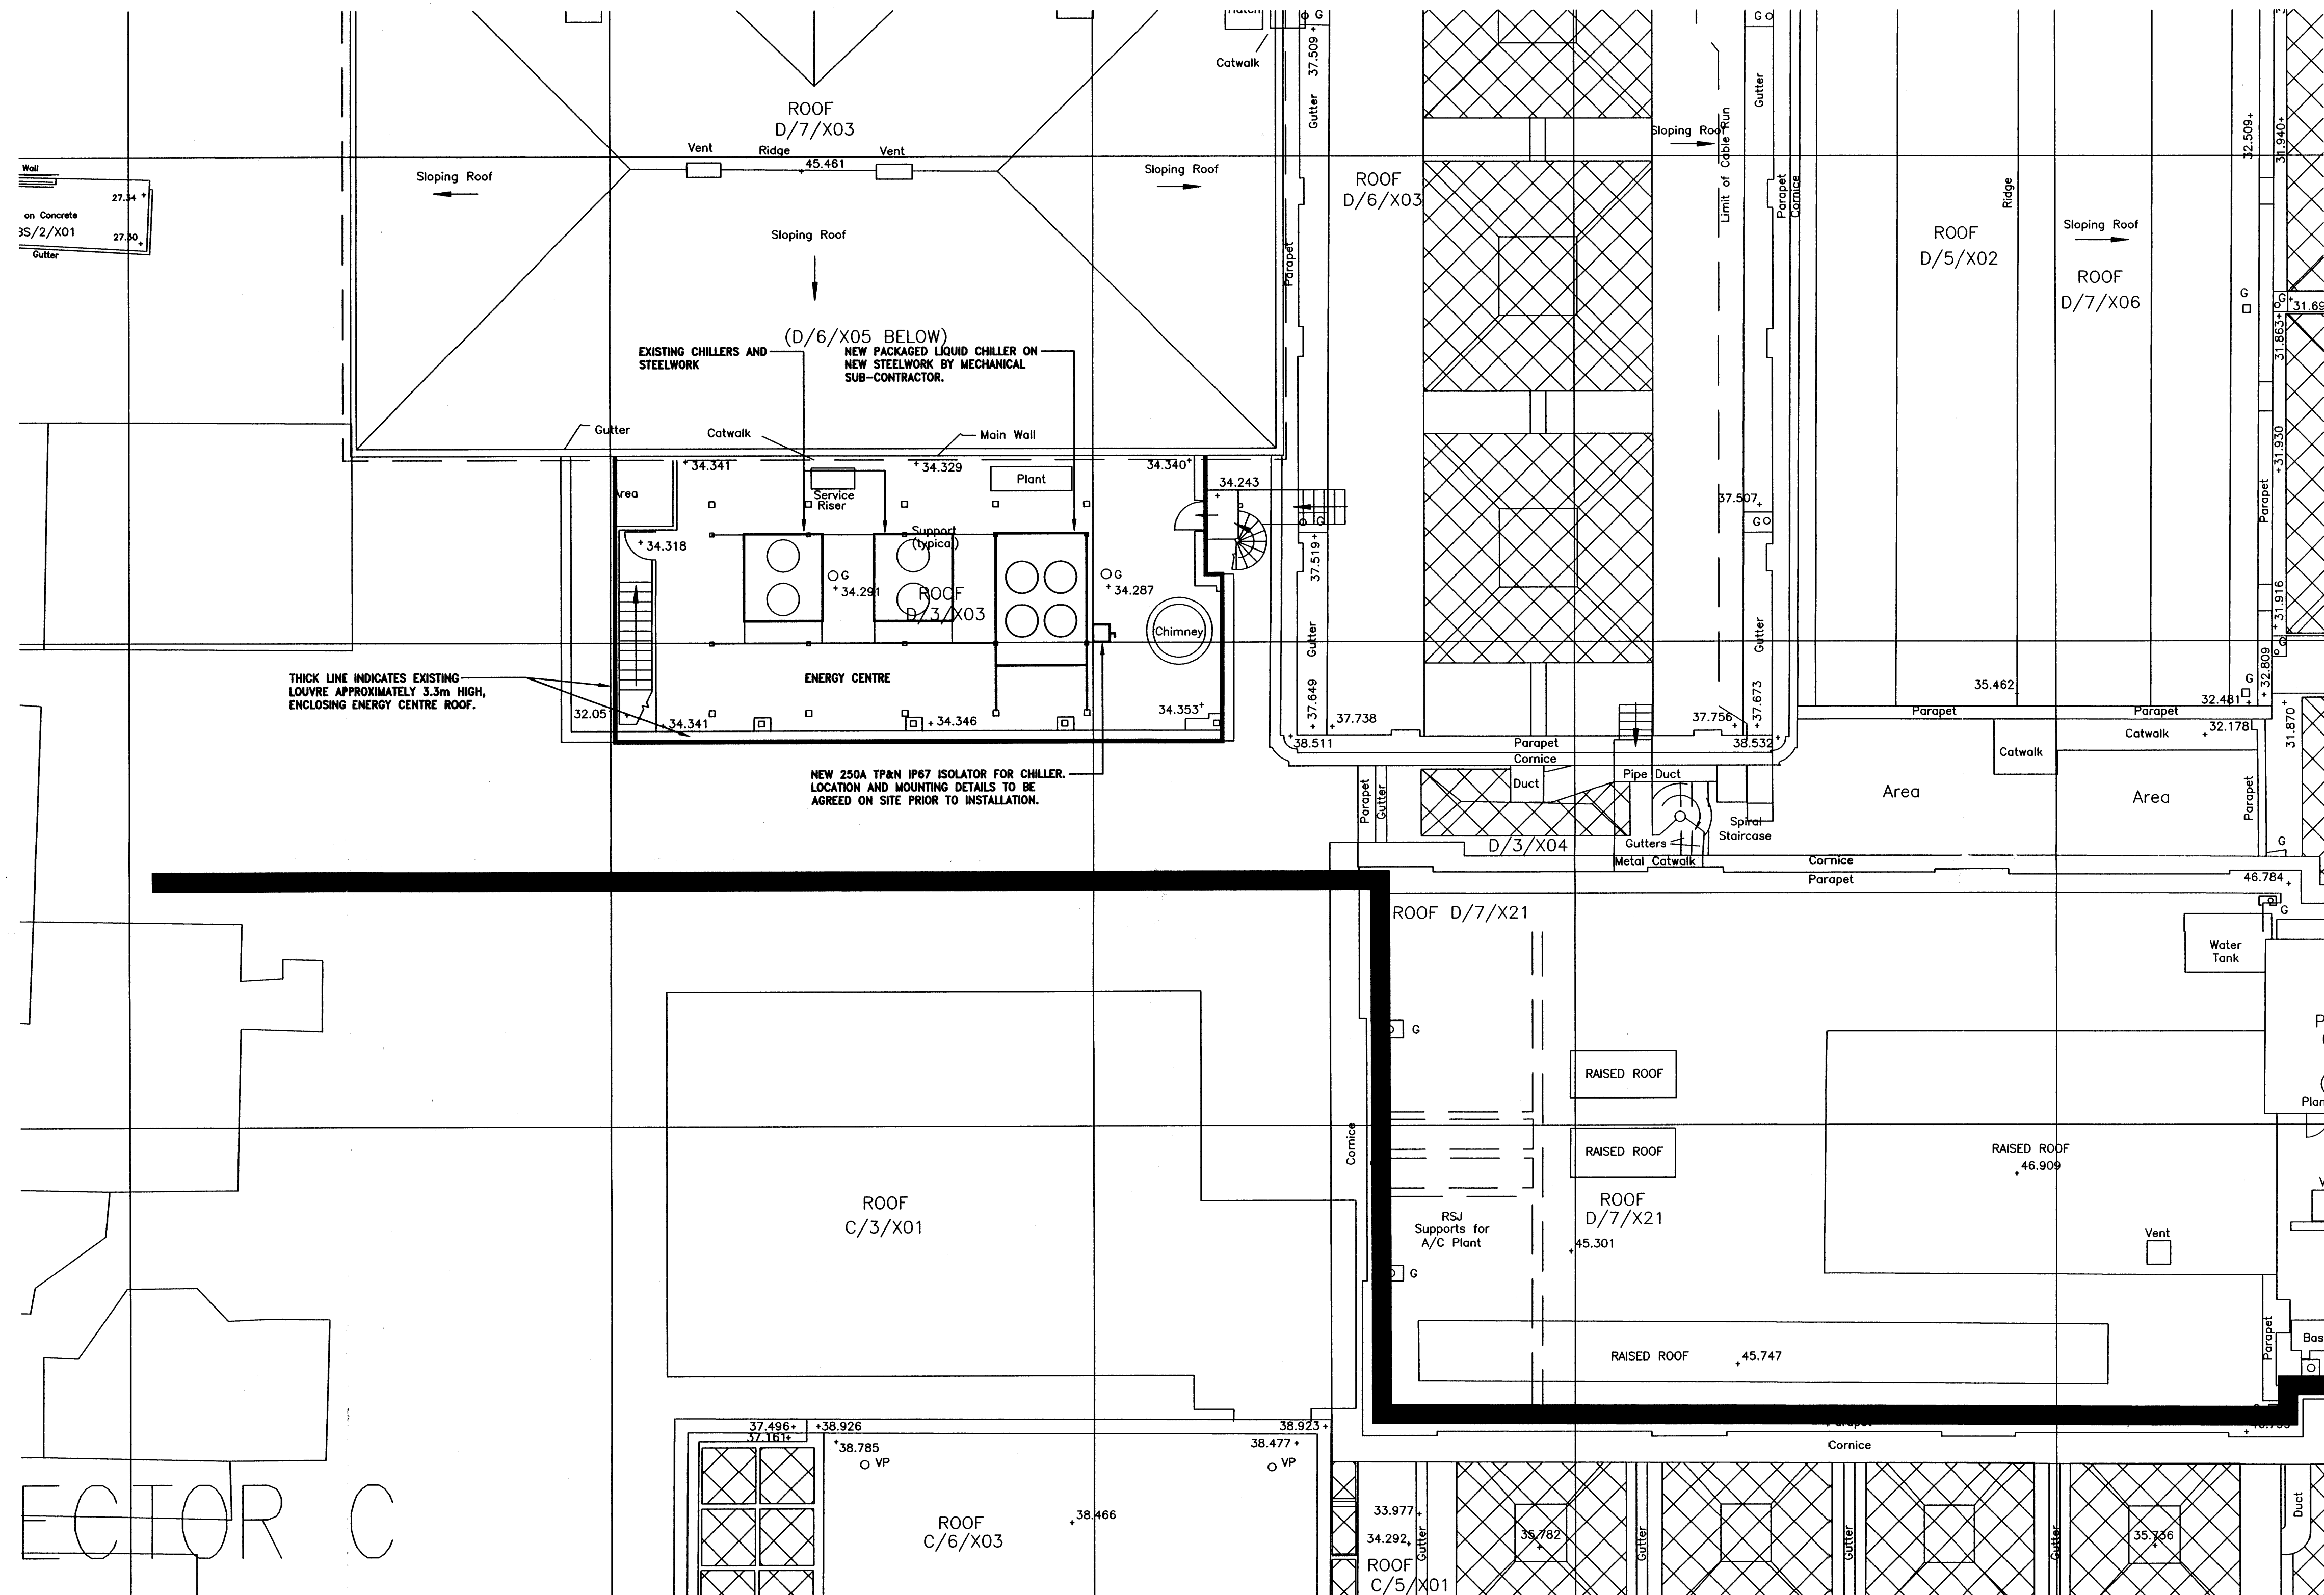 Hatch
Catwalk
G
37.509
Gutter
G
Gutter
ROOF
D/7/X03
Vent
Ridge
45.461
Vent
Sloping Roof
Sloping Roof
Sloping Roof
(D/6/X05 BELOW)
Wall
27.34
on Concrete
BS/2/X01
27.30
Gutter
ROOF
D/6/X03
Parapet
Sloping Roof
Limit of Cable Run
Parapet
Cornice
Ridge
ROOF
D/5/X02
Sloping Roof
ROOF
D/7/X06
32.509
31.940
G
G
31.69
31.863
31.930
Parapet
31.916
G
32.809
EXISTING CHILLERS AND
STEELWORK
NEW PACKAGED LIQUID CHILLER ON
NEW STEELWORK BY MECHANICAL
SUB-CONTRACTOR.
Gutter
Catwalk
Main Wall
34.341
34.329
34.340
Area
Service
Riser
Plant
34.243
G
37.519
34.318
Support
(typical)
G
34.291
ROOF
D/3/X03
G
34.287
Chimney
Gutter
37.507
G
Gutter
THICK LINE INDICATES EXISTING
LOUVRE APPROXIMATELY 3.3m HIGH,
ENCLOSING ENERGY CENTRE ROOF.
ENERGY CENTRE
32.051
34.341
34.346
34.353
37.649
37.738
38.511
37.756
37.673
38.532
Parapet
Cornice
35.462
Parapet
Parapet
G
32.481
31.870
Catwalk
32.178
Catwalk
NEW 250A TP&N IP67 ISOLATOR FOR CHILLER.
LOCATION AND MOUNTING DETAILS TO BE
AGREED ON SITE PRIOR TO INSTALLATION.
Parapet
Gutter
Duct
Pipe Duct
Spiral
Staircase
Gutters
D/3/X04
Metal Catwalk
Area
Area
Parapet
G
Cornice
Parapet
46.784
G
ROOF D/7/X21
Water
Tank
G
RAISED ROOF
Cornice
RAISED ROOF
RAISED ROOF
46.909
Plan
ROOF
C/3/X01
ROOF
D/7/X21
RSJ
Supports for
A/C Plant
45.301
Vent
G
Parapet
Bas
RAISED ROOF
45.747
Parapet
Cornice
37.496
38.926
37.161
38.785
VP
38.923
38.477
VP
ECTOR C
ROOF
C/6/X03
38.466
33.977
34.292
Gutter
ROOF
C/5/X01
35.782
Gutter
Gutter
Gutter
35.736
Duct